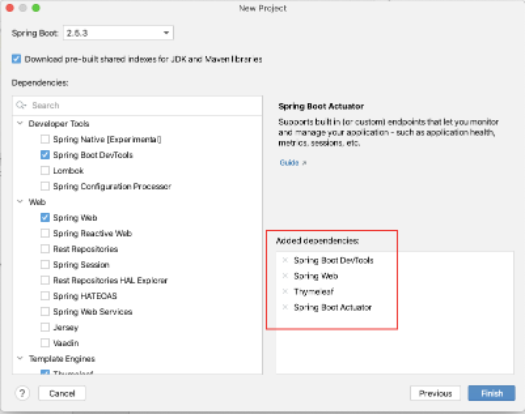 New Project
Spring Boot: 2.5.3
Download pre-built shared indexes for JDK and Maven libraries
Dependencies:
Search
Developer Tools
Spring Native [Experimental]
Spring Boot DevTools
Lombok
Spring Configuration Processor
Web
Spring Web
Spring Reactive Web
Rest Repositories
Spring Session
Rest Repositories HAL Explorer
Spring HATEOAS
Spring Web Services
Jersey
Vaadin
Template Engines
Thymeleaf
Spring Boot Actuator
Supports built in (or custom) endpoints that let you monitor
and manage your application - such as application health,
metrics, sessions, etc.
Guide
Added dependencies:
Spring Boot DevTools
Spring Web
Thymeleaf
Spring Boot Actuator
? Cancel Previous Finish